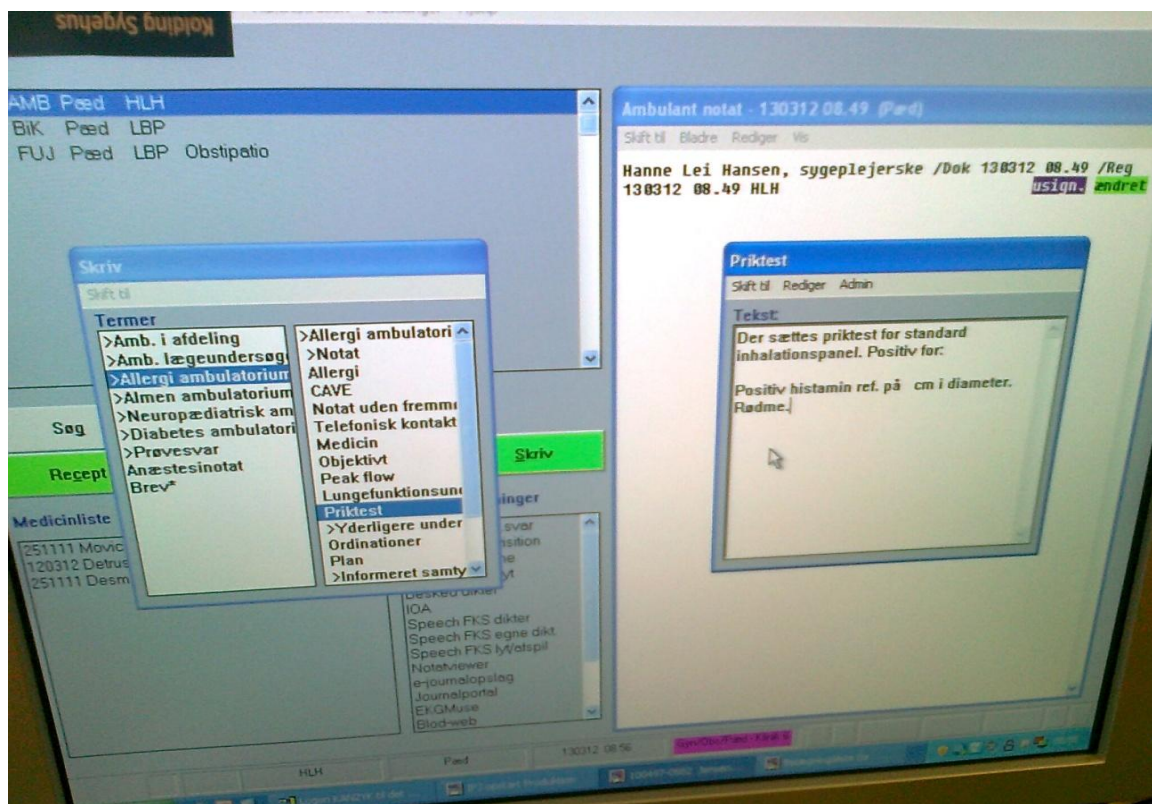 Kolding Sygehus
AMB Pæd HLH
BiK Pæd LBP
FUJ Pæd LBP Obstipatio
Ambulant notat - 130312 08.49 (Pæd)
Skift til Bladre Rediger Vis
Hanne Lei Hansen, sygeplejerske /Dok 130312 08.49 /Reg
130312 08.49 HLH
usign. ændret
Skriv
Skift til
Termer
>Amb. i afdeling
>Amb. lægeundersøg
>Allergi ambulatorium
>Almen ambulatorium
>Neuropædiatrisk am
>Diabetes ambulatori
>Prøvesvar
Anæstesinotat
Brev*
>Allergi ambulatori
>Notat
Allergi
CAVE
Notat uden fremmø
Telefonisk kontakt
Medicin
Objektivt
Peak flow
Lungefunktionsund
Priktest
>Yderligere under
Ordinationer
Plan
>Informeret samty
Priktest
Skift til Rediger Admin
Tekst:
Der sættes priktest for standard
inhalationspanel. Positiv for:
Positiv histamin ref. på cm i diameter.
Rødme.
Søg
Recept
Skriv
Medicinliste
251111 Movic
120312 Detrus
251111 Desm
inger
svar
isition
IOA
Speech FKS dikter
Speech FKS egne dikt.
Speech FKS lyt/afspil
Notatviewer
e-journalopslag
Journalportal
EKGMuse
Blod-web
HLH
Pæd
130312 08:56